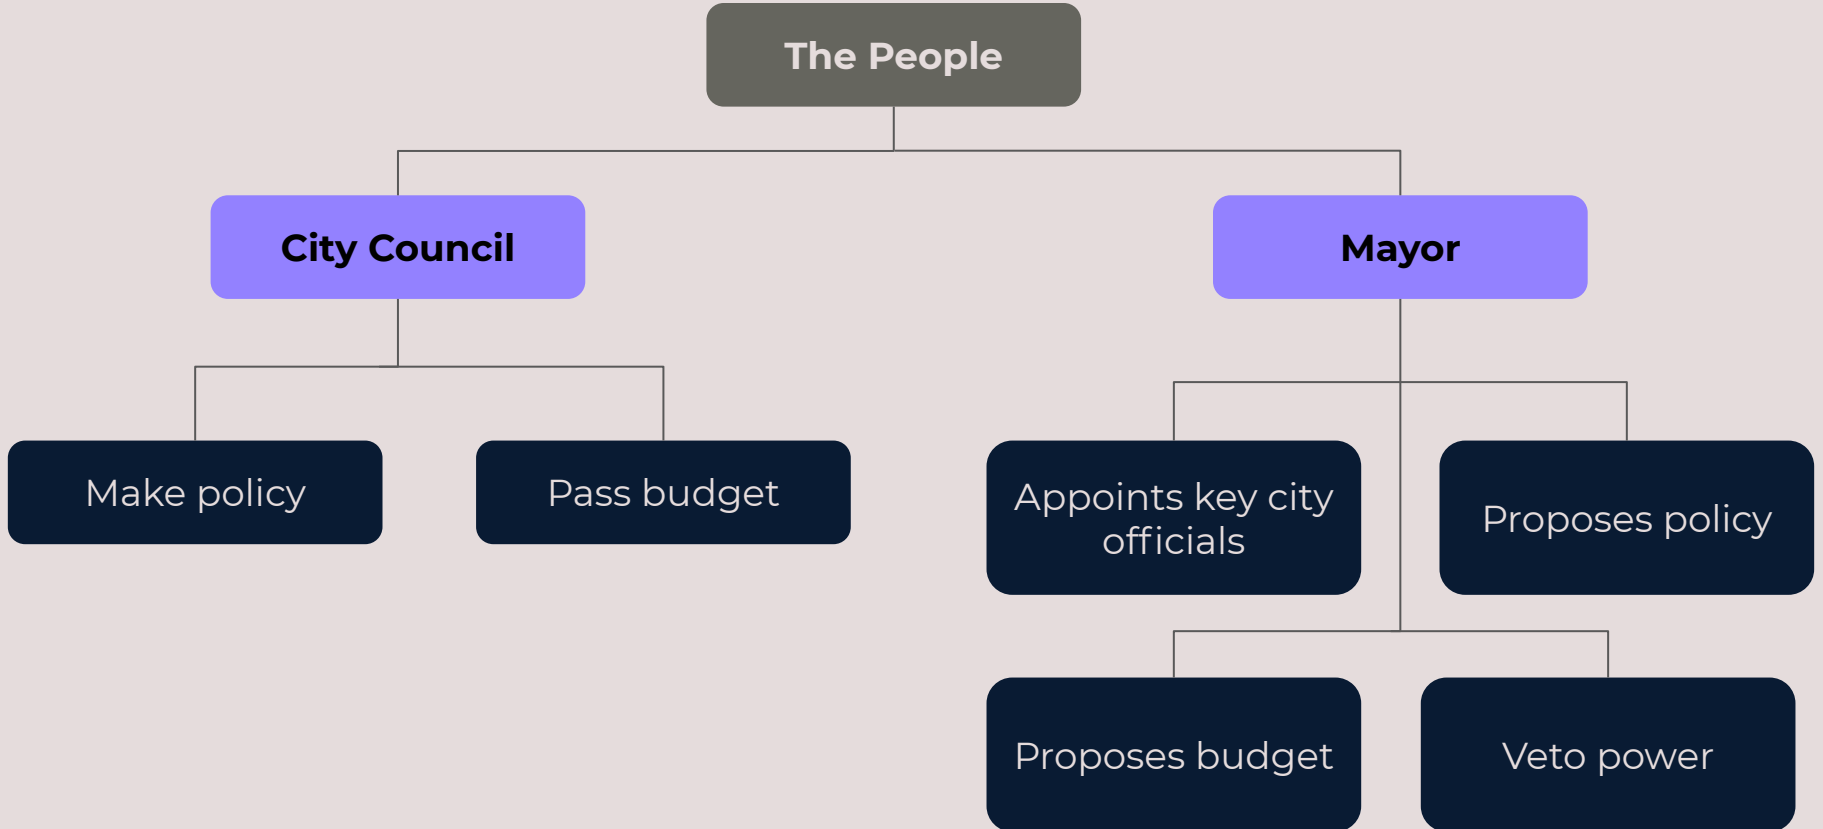 The People
City Council
Mayor
Make policy
Pass budget
Appoints key city
officials
Proposes policy
Proposes budget
Veto power